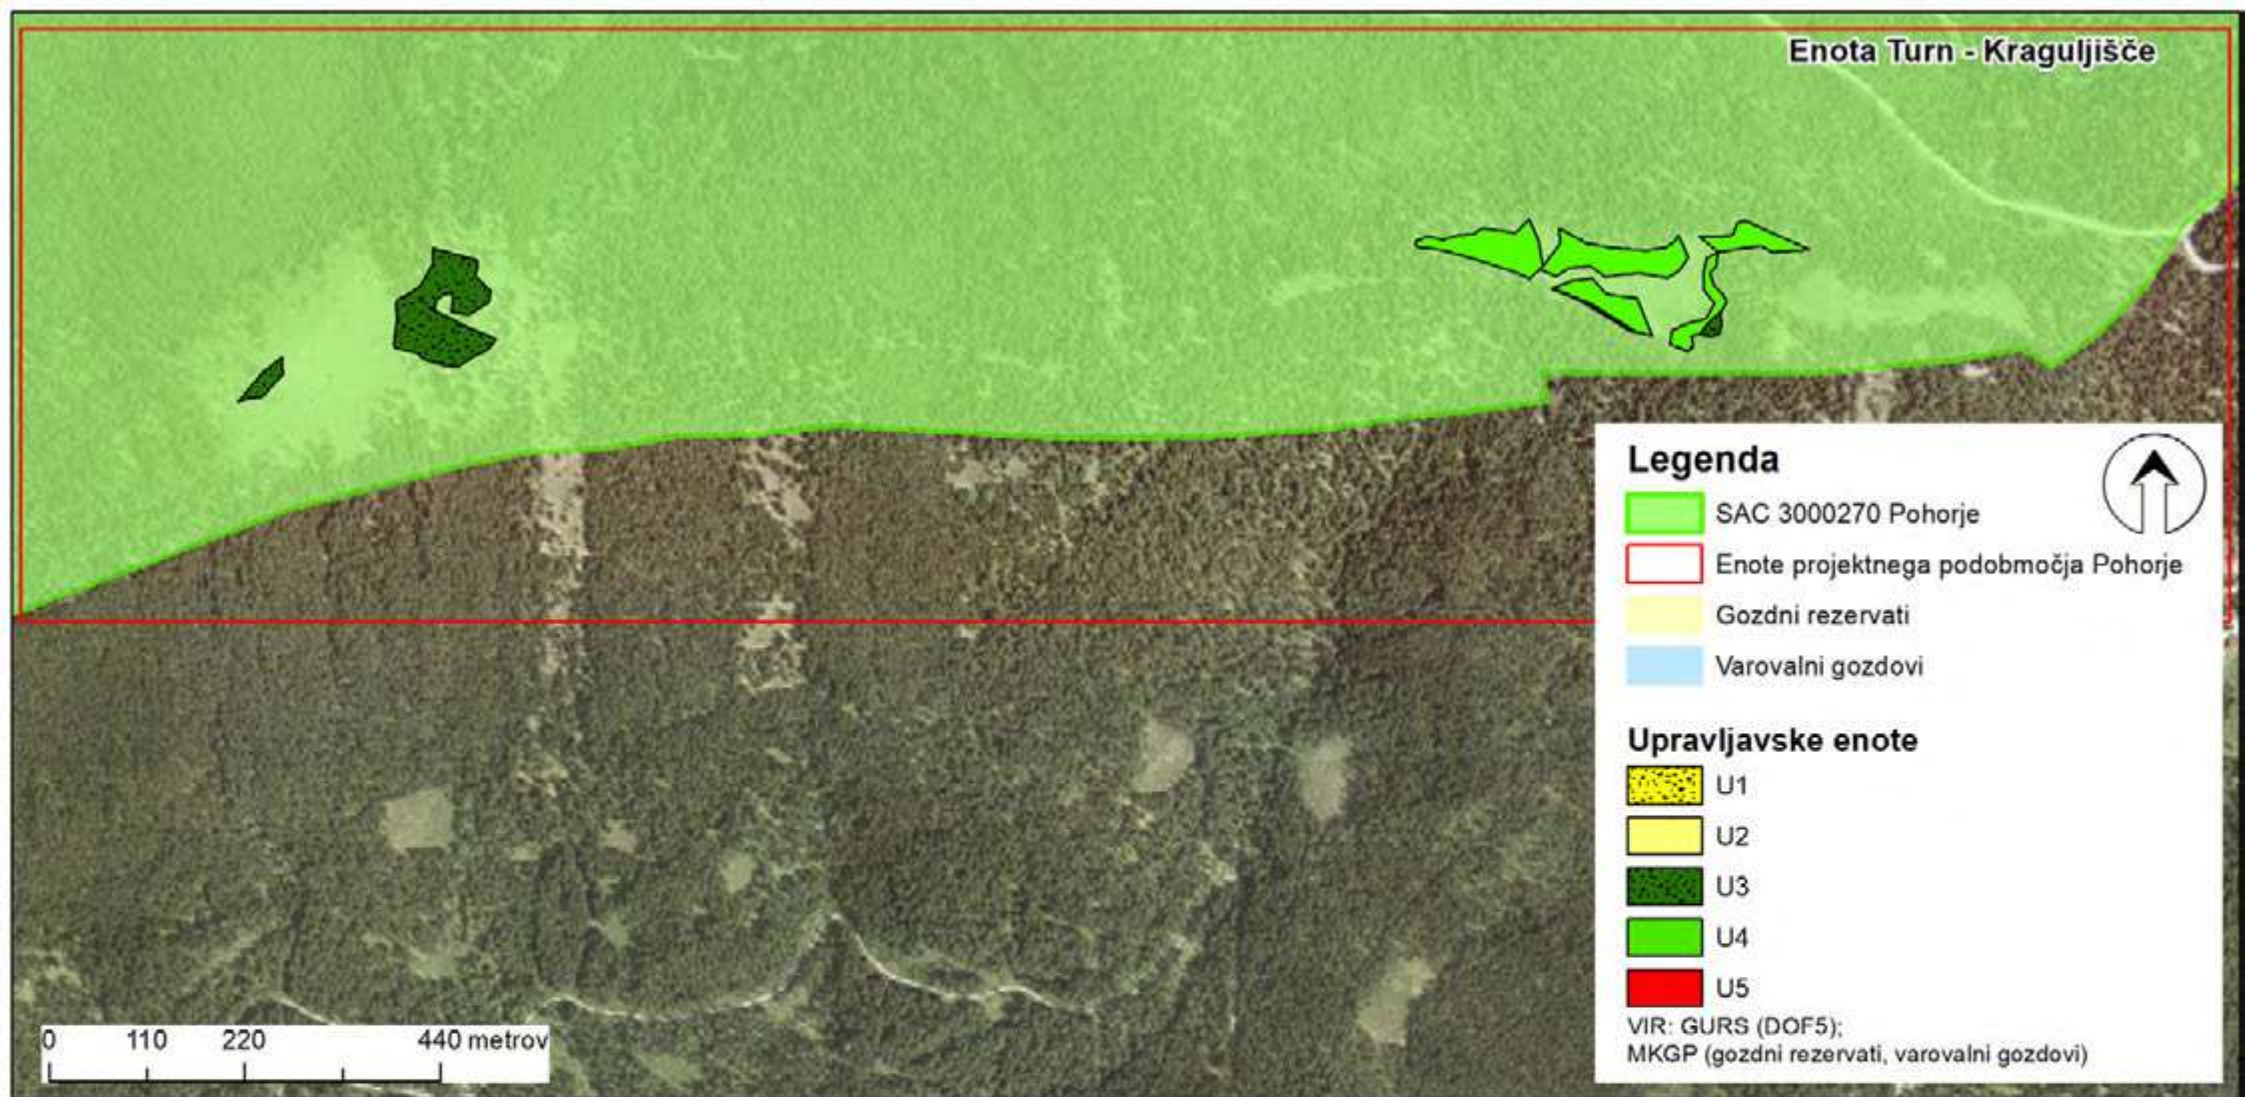 Enota Turn - Kraguljišče
Legenda
SAC 3000270 Pohorje
Enote projektnega podobmočja Pohorje
Gozdni rezervati
Varovalni gozdovi
Upravljavske enote
U1
U2
U3
U4
U5
VIR: GURS (DOF5);
MKGP (gozdni rezervati, varovalni gozdovi)
0 110 220 440 metrov